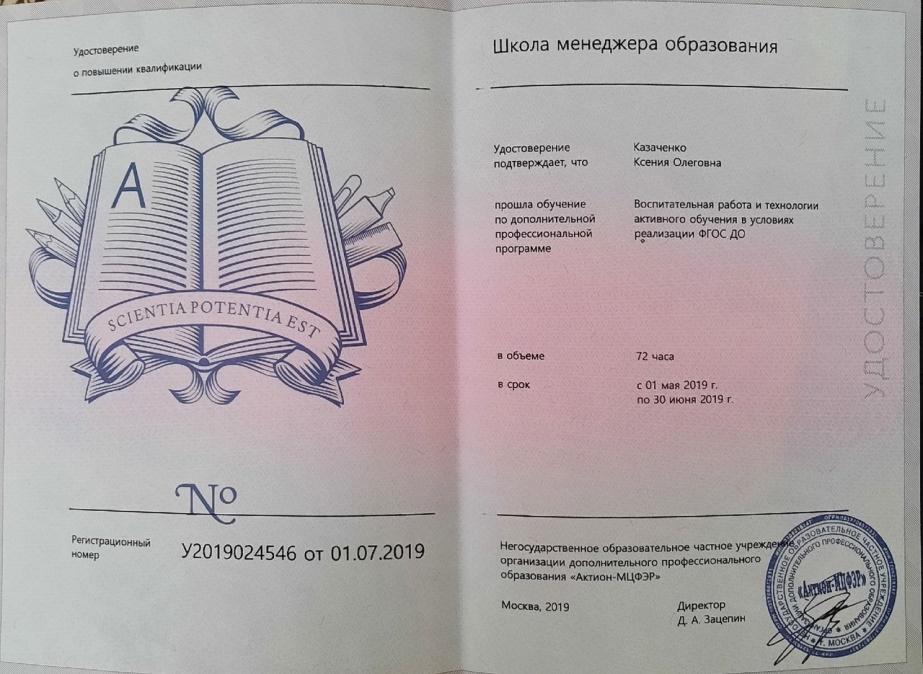 Удостоверение
о повышении квалификации
А
SCIENTIA POTENTIA EST
№
Регистрационный
номер
У2019024546 от 01.07.2019
Школа менеджера образования
Удостоверение
подтверждает, что
Казаченко
Ксения Олеговна
прошла обучение
по дополнительной
профессиональной
программе
Воспитательная работа и технологии
активного обучения в условиях
реализации ФГОС ДО
в объеме
72 часа
в срок
с 01 мая 2019 г.
по 30 июня 2019 г.
Негосударственное образовательное частное учреждение
организации дополнительного профессионального
образования «Актион-МЦФЭР»
Москва, 2019
Директор
Д. А. Зацепин
УДОСТОВЕРЕНИЕ
«Актион-МЦФЭР»
г. МОСКВА